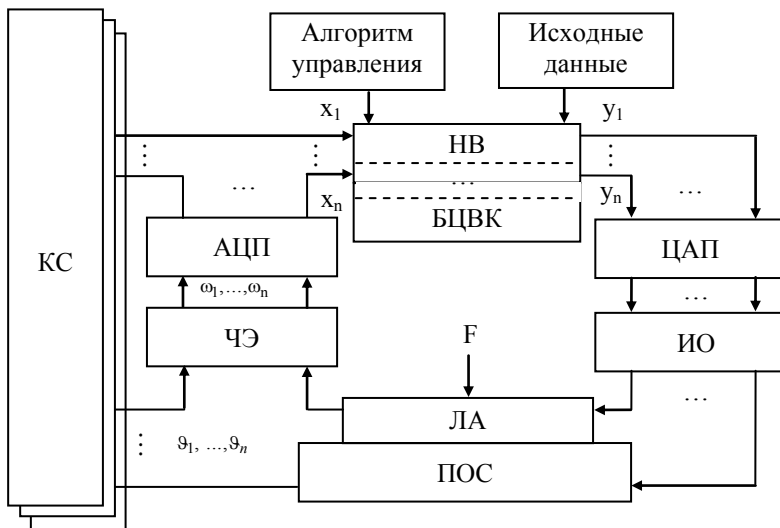 Алгоритм
управления
Исходные
данные
x1
y1
НВ
...
...
...
xn
yn
...
БЦВК
КС
АЦП
ЦАП
ω1,...,ωn
...
ЧЭ
F
ИО
...
ЛА
ϑ1, ...,ϑn
ПОС